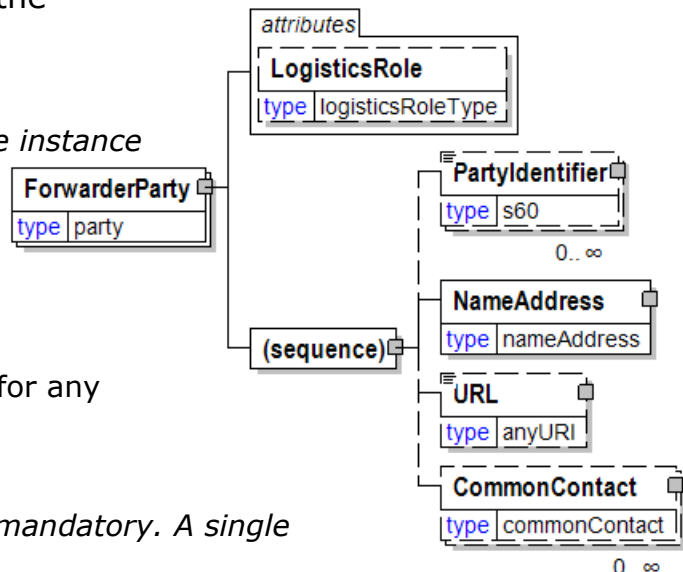 the
attributes
LogisticsRole
type logisticsRoleType
e instance
PartyIdentifier
type s60
0.. ∞
ForwarderParty
type party
NameAddress
type nameAddress
(sequence)
for any
URL
type anyURI
CommonContact
type commonContact
mandatory. A single
0.. ∞